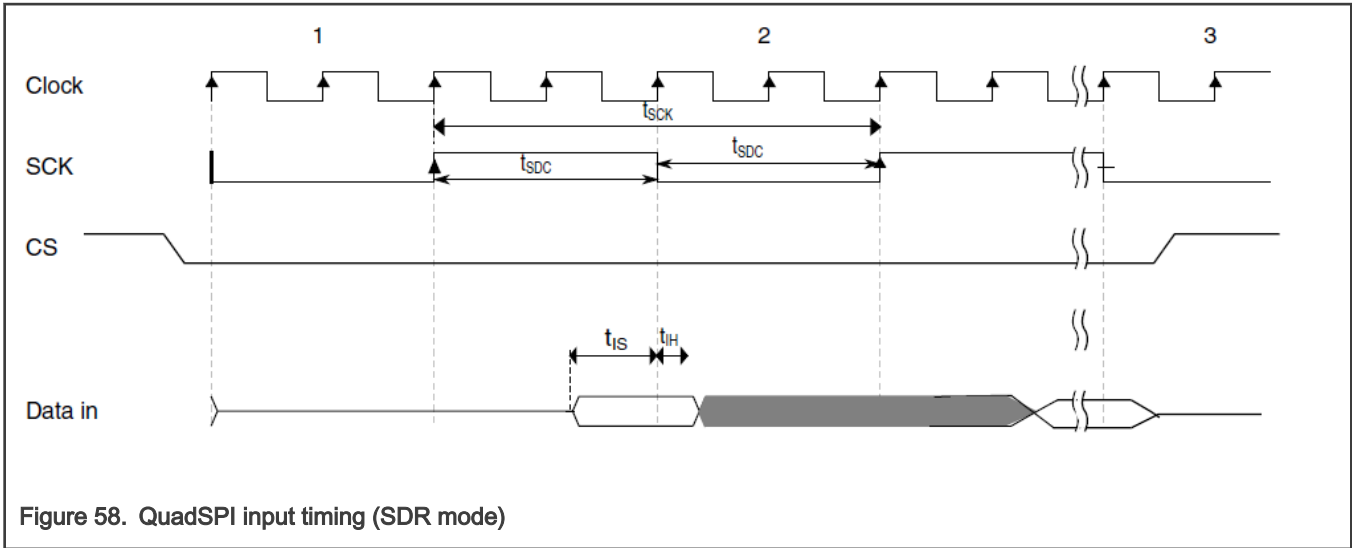 1 2 3
Clock
tSCK
SCK
tSDC tSDC
CS
tIS tIH
Data in
Figure 58. QuadSPI input timing (SDR mode)